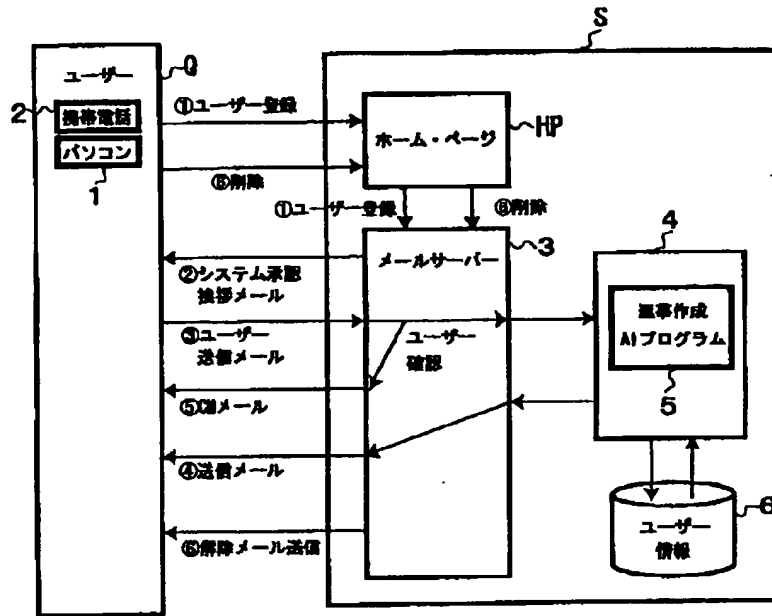 S
ユーザー
Q
2
携帯電話
パソコン
1
①ユーザー登録
ホーム・ページ
HP
①ユーザー登録
削除
削除
メールサーバー
3
4
②システム承認
挨拶メール
③ユーザー
送信メール
ユーザー
確認
作成
AIプログラム
5
⑤CMメール
④送信メール
⑥解除メール送信
ユーザー
情報
6